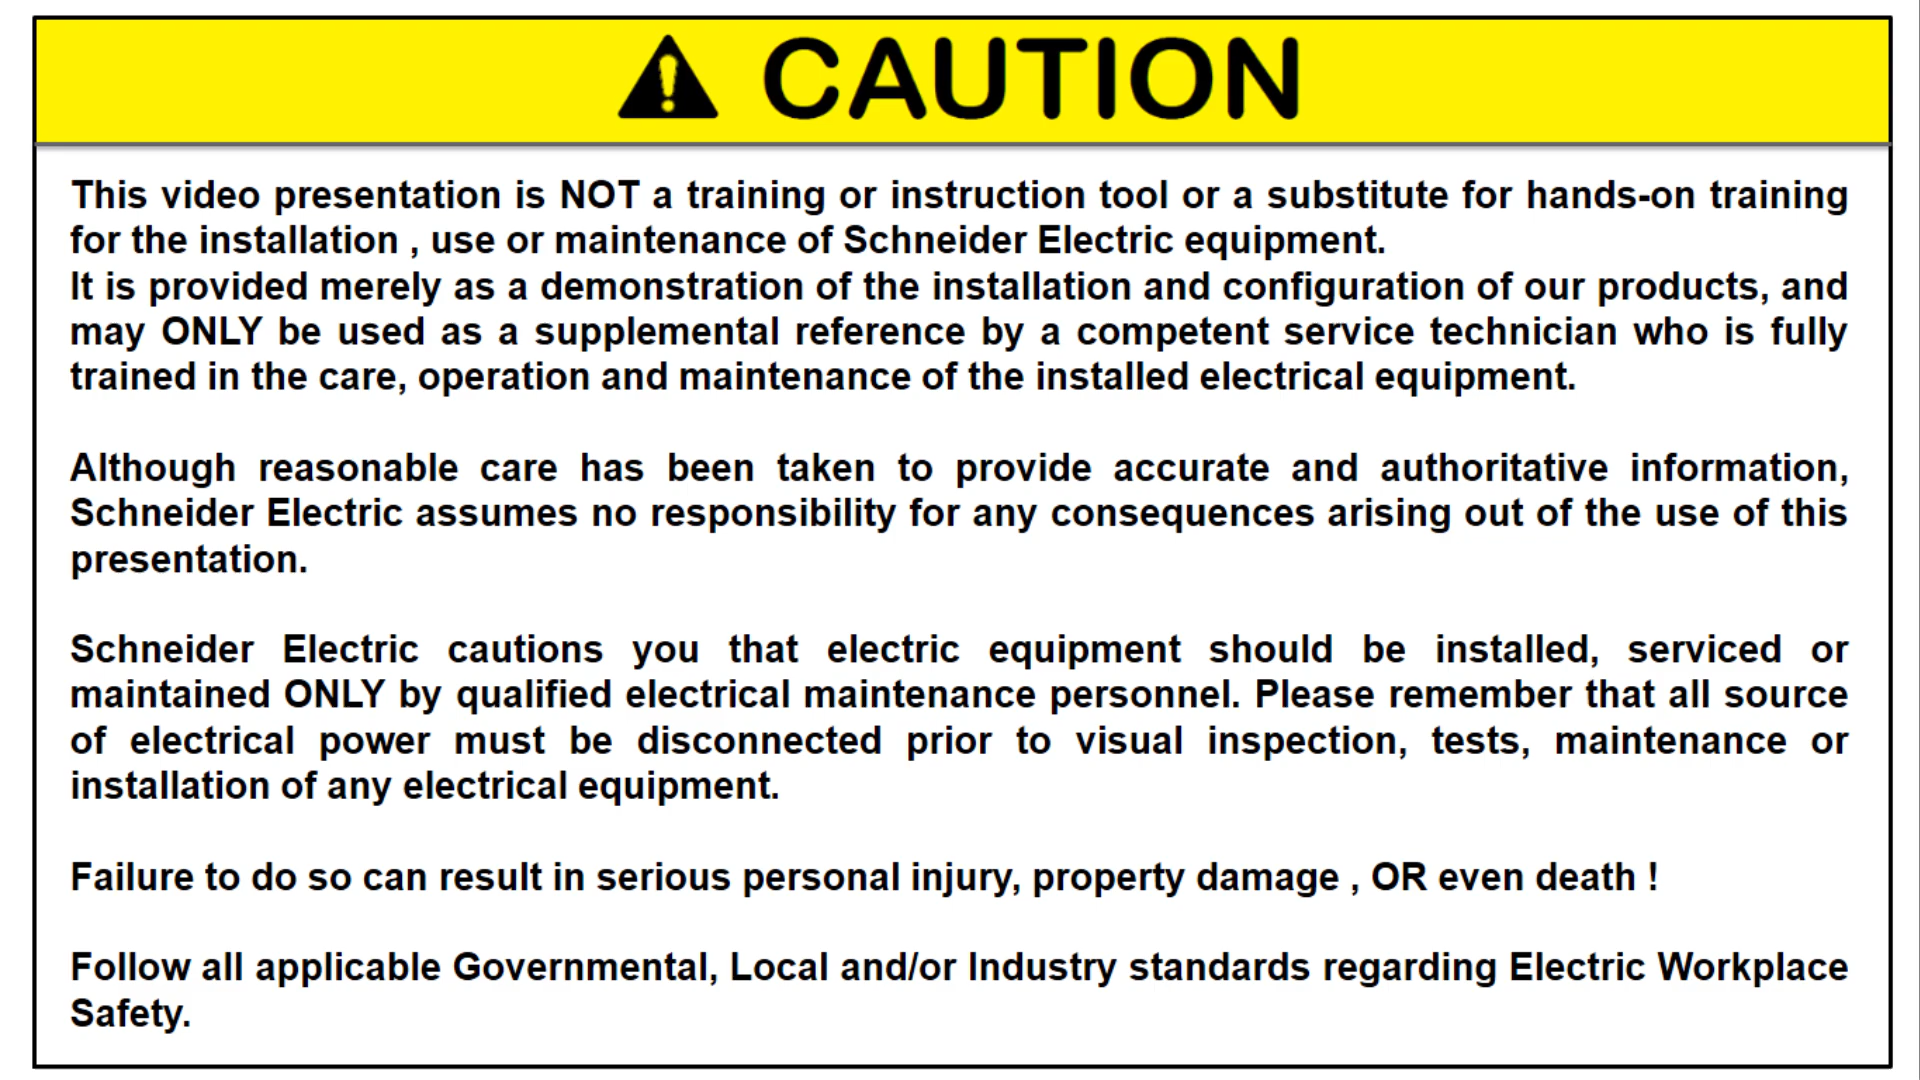 CAUTION
This video presentation is NOT a training or instruction tool or a substitute for hands-on training
for the installation , use or maintenance of Schneider Electric equipment.
It is provided merely as a demonstration of the installation and configuration of our products, and
may ONLY be used as a supplemental reference by a competent service technician who is fully
trained in the care, operation and maintenance of the installed electrical equipment.
Although reasonable care has been taken to provide accurate and authoritative information,
Schneider Electric assumes no responsibility for any consequences arising out of the use of this
presentation.
Schneider Electric cautions you that electric equipment should be installed, serviced or
maintained ONLY by qualified electrical maintenance personnel. Please remember that all source
of electrical power must be disconnected prior to visual inspection, tests, maintenance or
installation of any electrical equipment.
Failure to do so can result in serious personal injury, property damage , OR even death !
Follow all applicable Governmental, Local and/or Industry standards regarding Electric Workplace
Safety.